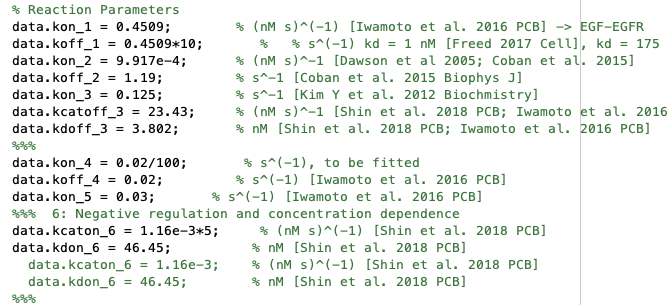 % Reaction Parameters
data.kon_1 = 0.4509; % (nM s)^(-1) [Iwamoto et al. 2016 PCB] -> EGF-EGFR
data.koff_1 = 0.4509*10; % % s^(-1) kd = 1 nM [Freed 2017 Cell], kd = 175
data.kon_2 = 9.917e-4; % (nM s)^-1 [Dawson et al 2005; Coban et al. 2015]
data.koff_2 = 1.19; % s^-1 [Coban et al. 2015 Biophys J]
data.kon_3 = 0.125; % s^-1 [Kim Y et al. 2012 Biochmistry]
data.kcatoff_3 = 23.43; % (nM s)^-1 [Shin et al. 2018 PCB; Iwamoto et al. 2016
data.kdoff_3 = 3.802; % nM [Shin et al. 2018 PCB; Iwamoto et al. 2016 PCB]
%%%
data.kon_4 = 0.02/100; % s^(-1), to be fitted
data.koff_4 = 0.02; % s^(-1) [Iwamoto et al. 2016 PCB]
data.kon_5 = 0.03; % s^(-1) [Iwamoto et al. 2016 PCB]
%%% 6: Negative regulation and concentration dependence
data.kcaton_6 = 1.16e-3*5; % (nM s)^(-1) [Shin et al. 2018 PCB]
data.kdon_6 = 46.45; % nM [Shin et al. 2018 PCB]
data.kcaton_6 = 1.16e-3; % (nM s)^(-1) [Shin et al. 2018 PCB]
data.kdon_6 = 46.45; % nM [Shin et al. 2018 PCB]
%%%